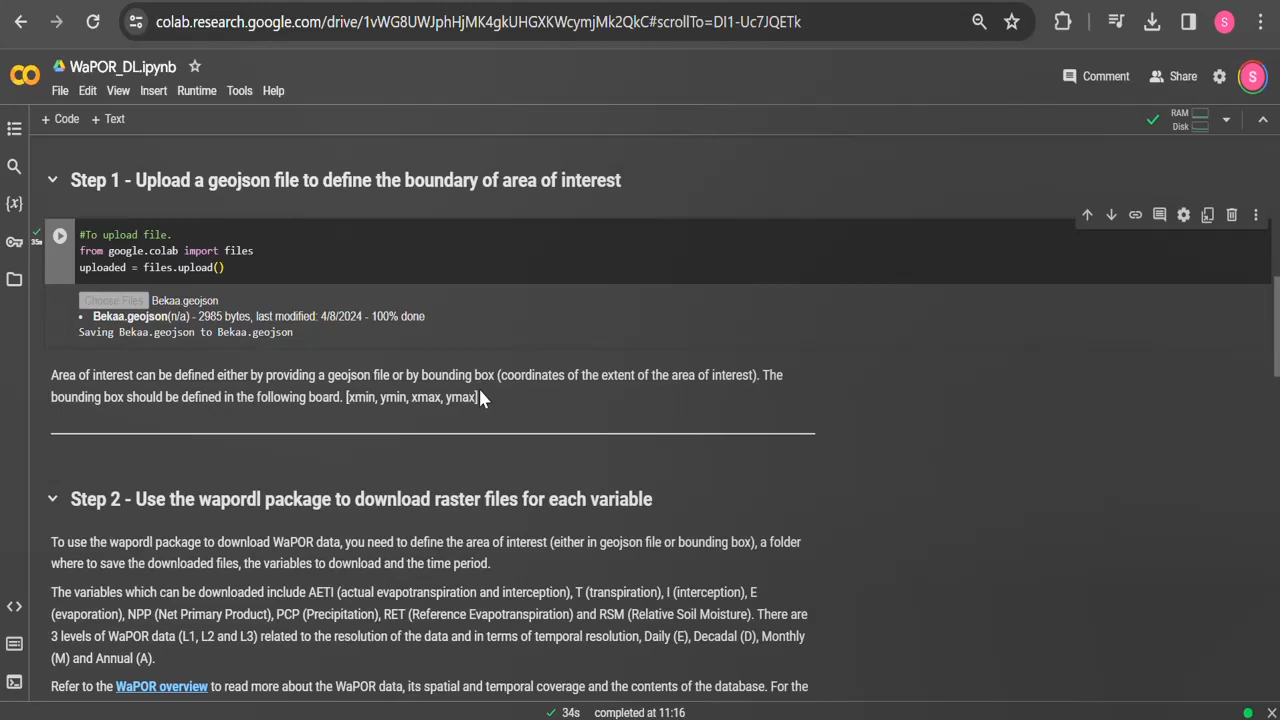 colab.research.google.com/drive/1vWG8UWJphHjMK4gkUHGXKWcymjMk2QkC#scrollTo=DI1-Uc7JQETk
S
WaPOR_DL.ipynb
Comment
Share
S
File Edit View Insert Runtime Tools Help
+ Code + Text
RAM
Disk
Step 1 - Upload a geojson file to define the boundary of area of interest
35s
#To upload file.
from google.colab import files
uploaded = files.upload()
Choose Files Bekaa.geojson
• Bekaa.geojson(n/a) - 2985 bytes, last modified: 4/8/2024 - 100% done
Saving Bekaa.geojson to Bekaa.geojson
Area of interest can be defined either by providing a geojson file or by bounding box (coordinates of the extent of the area of interest). The
bounding box should be defined in the following board. [xmin, ymin, xmax, ymax]
Step 2 - Use the wapordl package to download raster files for each variable
To use the wapordl package to download WaPOR data, you need to define the area of interest (either in geojson file or bounding box), a folder
where to save the downloaded files, the variables to download and the time period.
The variables which can be downloaded include AETI (actual evapotranspiration and interception), T (transpiration), I (interception), E
(evaporation), NPP (Net Primary Product), PCP (Precipitation), RET (Reference Evapotranspiration) and RSM (Relative Soil Moisture). There are
3 levels of WaPOR data (L1, L2 and L3) related to the resolution of the data and in terms of temporal resolution, Daily (E), Decadal (D), Monthly
(M) and Annual (A).
Refer to the WaPOR overview to read more about the WaPOR data, its spatial and temporal coverage and the contents of the database. For the
34s completed at 11:16